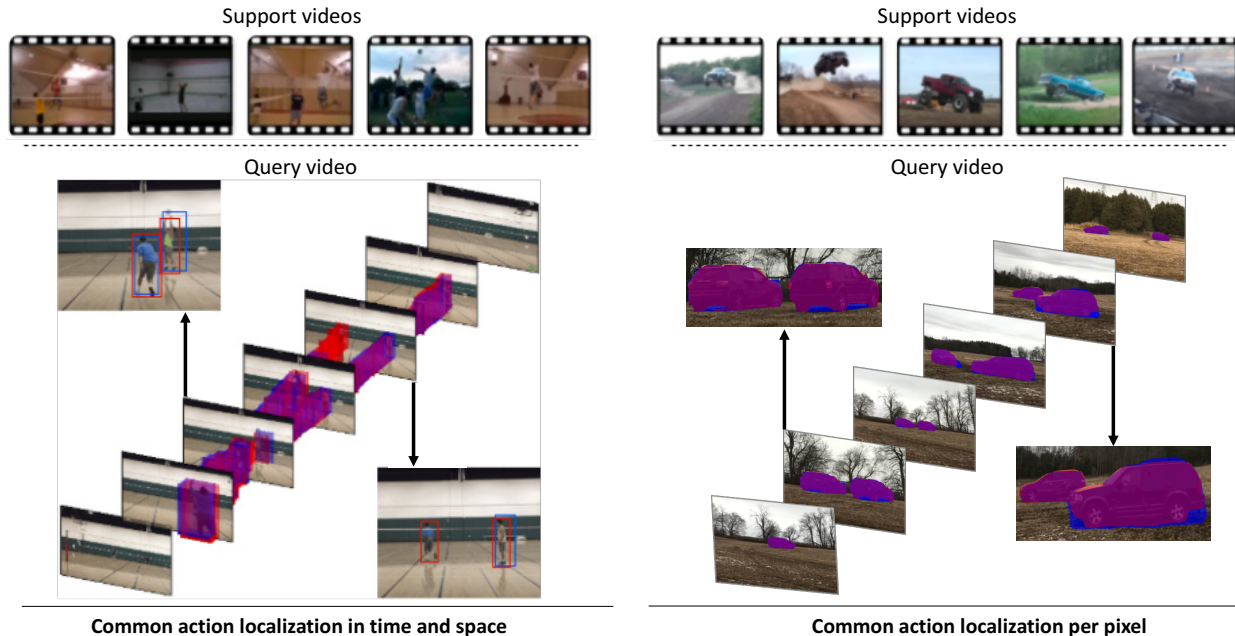 Support videos
Query video
Common action localization in time and space
Support videos
Query video
Common action localization per pixel